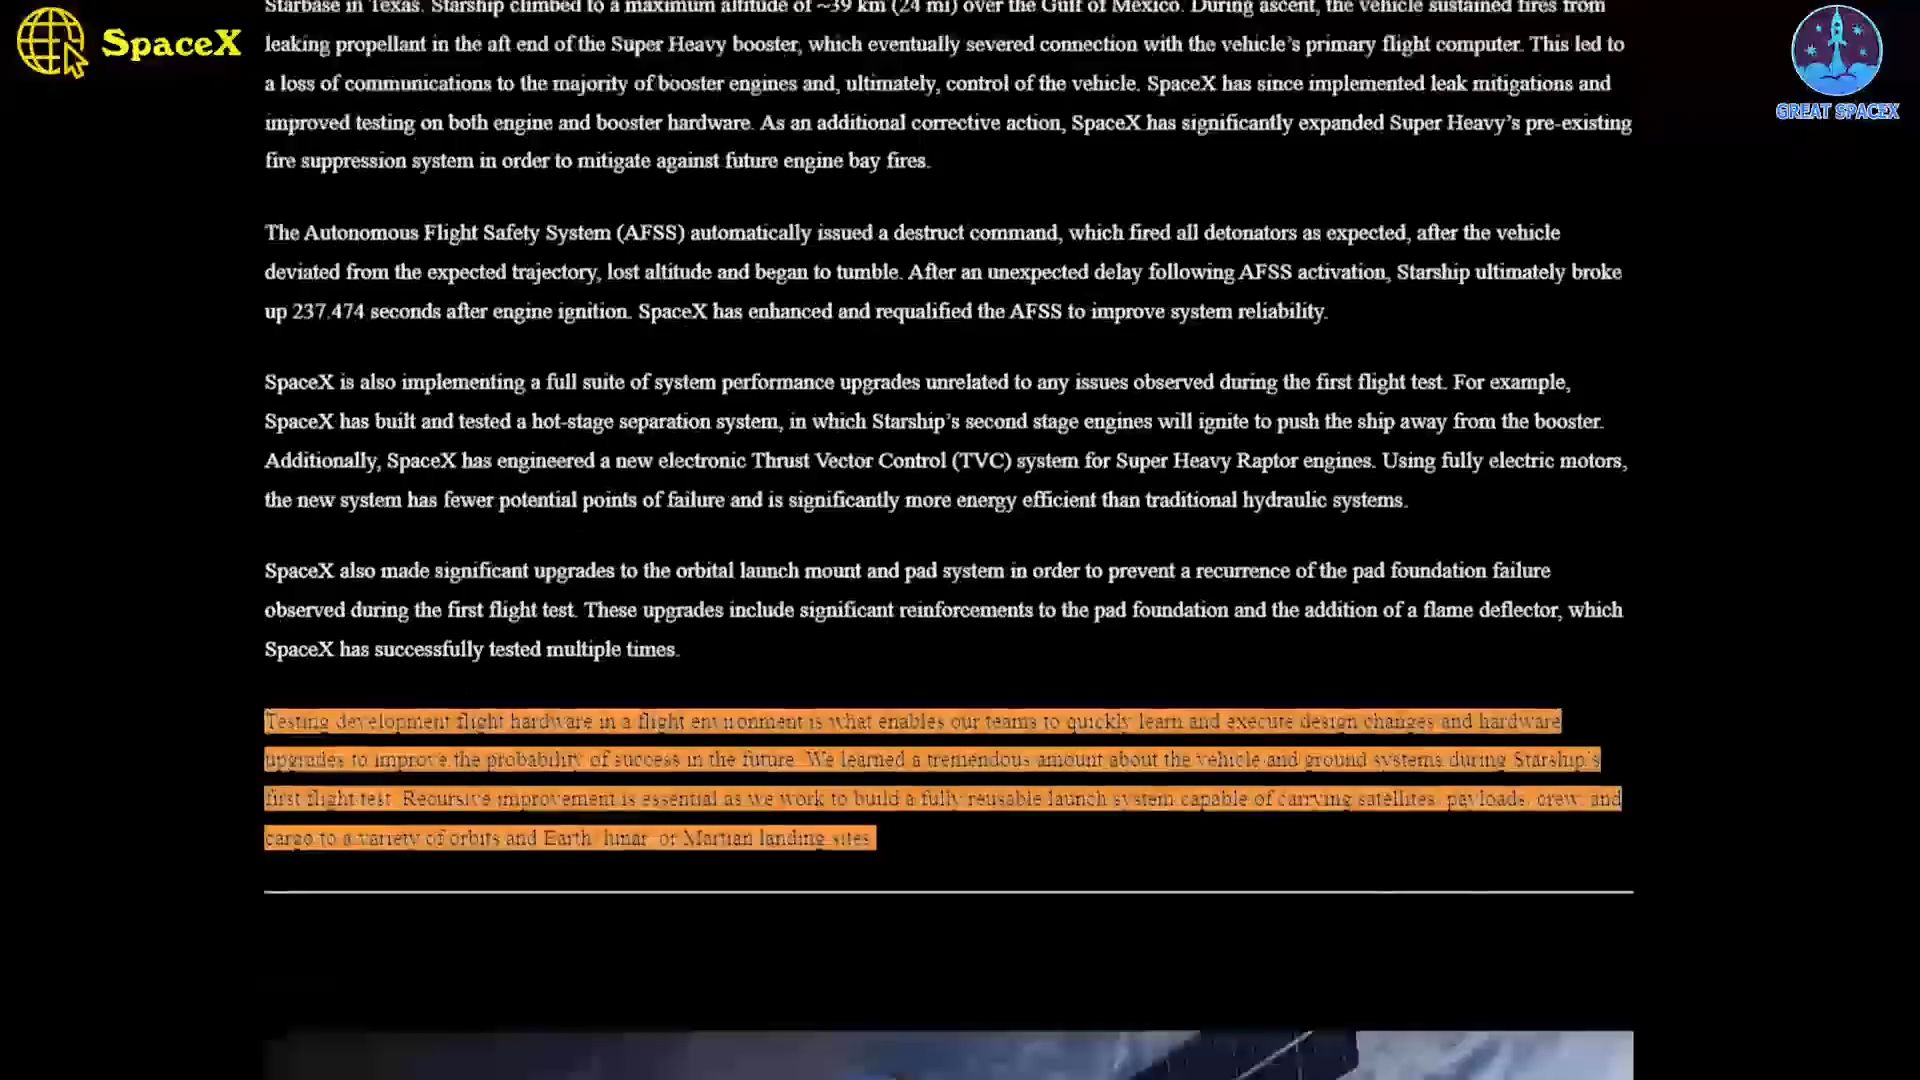 SpaceX
GREAT SPACEX
Starbase in Texas. Starship climbed to a maximum altitude of ~39 km (24 mi) over the Gulf of Mexico. During ascent, the vehicle sustained fires from
leaking propellant in the aft end of the Super Heavy booster, which eventually severed connection with the vehicle’s primary flight computer. This led to
a loss of communications to the majority of booster engines and, ultimately, control of the vehicle. SpaceX has since implemented leak mitigations and
improved testing on both engine and booster hardware. As an additional corrective action, SpaceX has significantly expanded Super Heavy’s pre-existing
fire suppression system in order to mitigate against future engine bay fires.
The Autonomous Flight Safety System (AFSS) automatically issued a destruct command, which fired all detonators as expected, after the vehicle
deviated from the expected trajectory, lost altitude and began to tumble. After an unexpected delay following AFSS activation, Starship ultimately broke
up 237.474 seconds after engine ignition. SpaceX has enhanced and requalified the AFSS to improve system reliability.
SpaceX is also implementing a full suite of system performance upgrades unrelated to any issues observed during the first flight test. For example,
SpaceX has built and tested a hot-stage separation system, in which Starship’s second stage engines will ignite to push the ship away from the booster.
Additionally, SpaceX has engineered a new electronic Thrust Vector Control (TVC) system for Super Heavy Raptor engines. Using fully electric motors,
the new system has fewer potential points of failure and is significantly more energy efficient than traditional hydraulic systems.
SpaceX also made significant upgrades to the orbital launch mount and pad system in order to prevent a recurrence of the pad foundation failure
observed during the first flight test. These upgrades include significant reinforcements to the pad foundation and the addition of a flame deflector, which
SpaceX has successfully tested multiple times.
Testing development flight hardware in a flight environment is what enables our teams to quickly learn and execute design changes and hardware
upgrades to improve the probability of success in the future. We learned a tremendous amount about the vehicle and ground systems during Starship’s
first flight test. Recursive improvement is essential as we work to build a fully reusable launch system capable of carrying satellites, payloads, crew, and
cargo to a variety of orbits and Earth, lunar, or Martian landing sites.